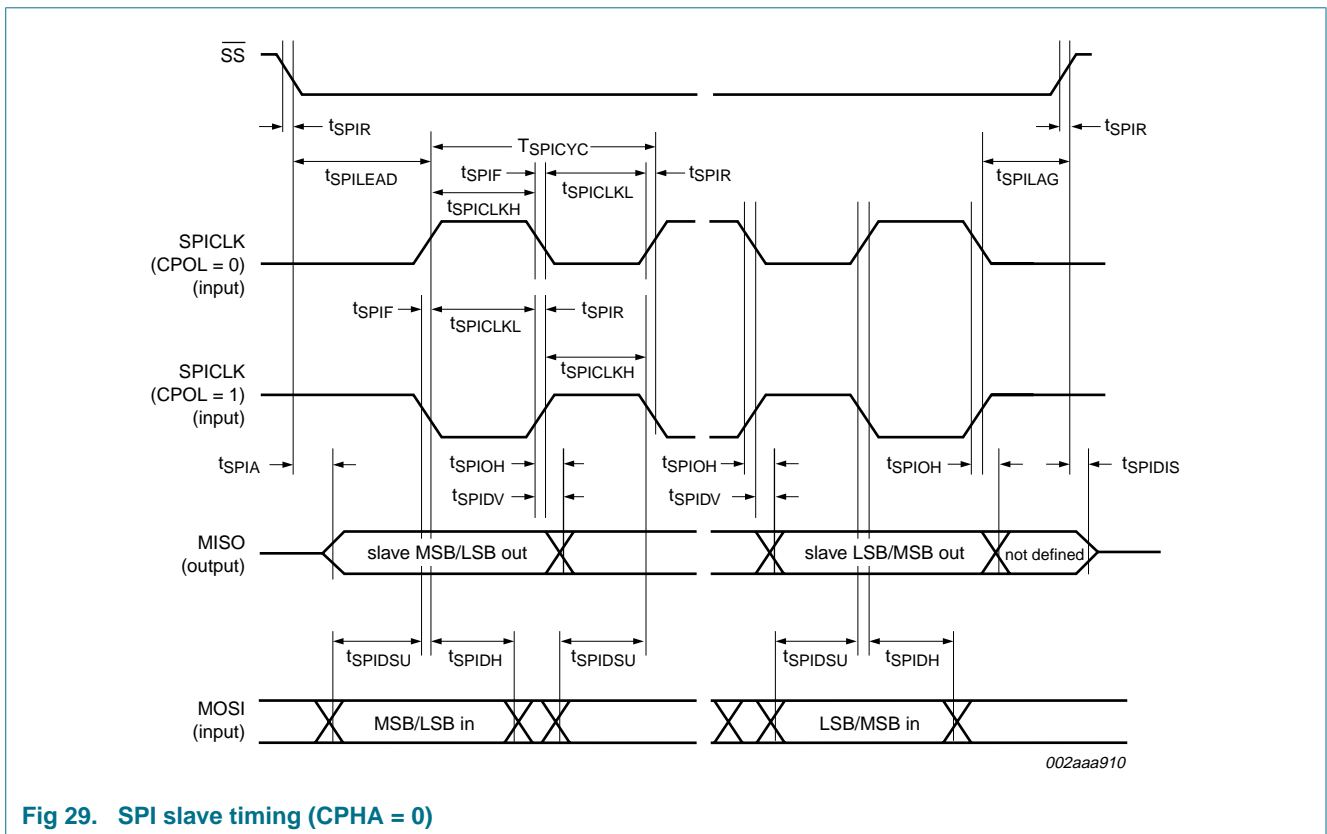 SS
tSPIR
tSPIR
TSPICYC
tSPILEAD
tSPIF
tSPICLKL
tSPIR
tSPILAG
tSPICLKH
SPICLK
(CPOL = 0)
(input)
tSPIF
tSPICLKL
tSPIR
tSPICLKH
SPICLK
(CPOL = 1)
(input)
tSPIA
tSPIOH
tSPIOH
tSPIOH
tSPIDIS
tSPIDV
tSPIDV
MISO
(output)
slave MSB/LSB out
slave LSB/MSB out
not defined
tSPIDSU
tSPIDH
tSPIDSU
tSPIDSU
tSPIDH
MOSI
(input)
MSB/LSB in
LSB/MSB in
002aaa910
Fig 29. SPI slave timing (CPHA = 0)